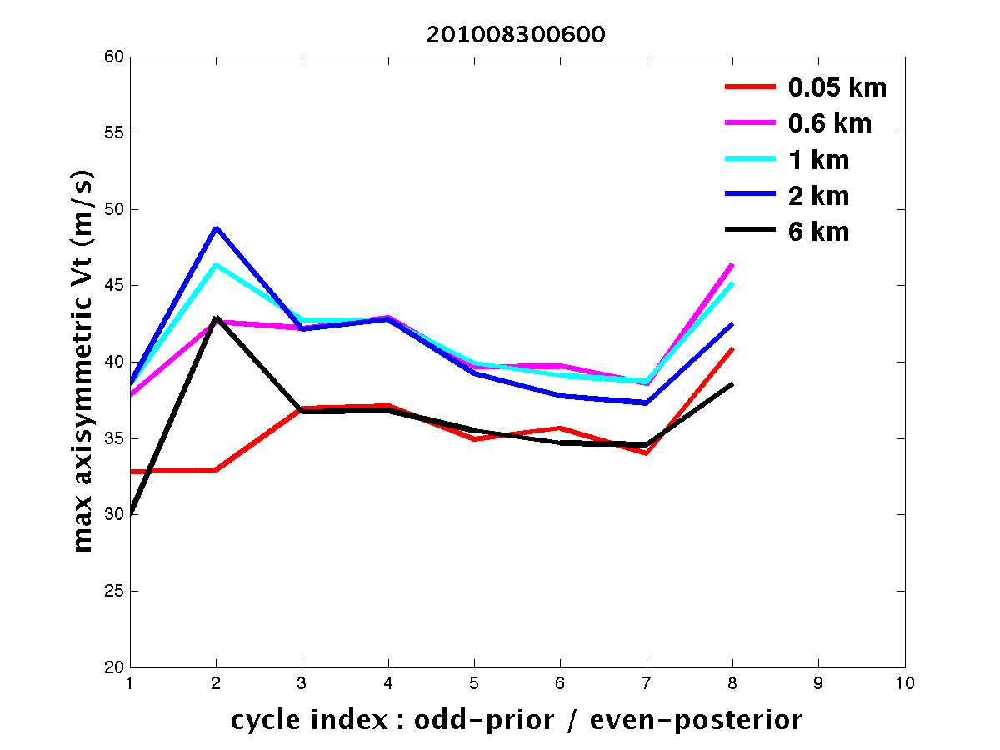 201008300600
60
55
50
45
40
35
30
25
20
max axisymmetric Vt (m/s)
0.05 km
0.6 km
1 km
2 km
6 km
1 2 3 4 5 6 7 8 9 10
cycle index : odd-prior / even-posterior